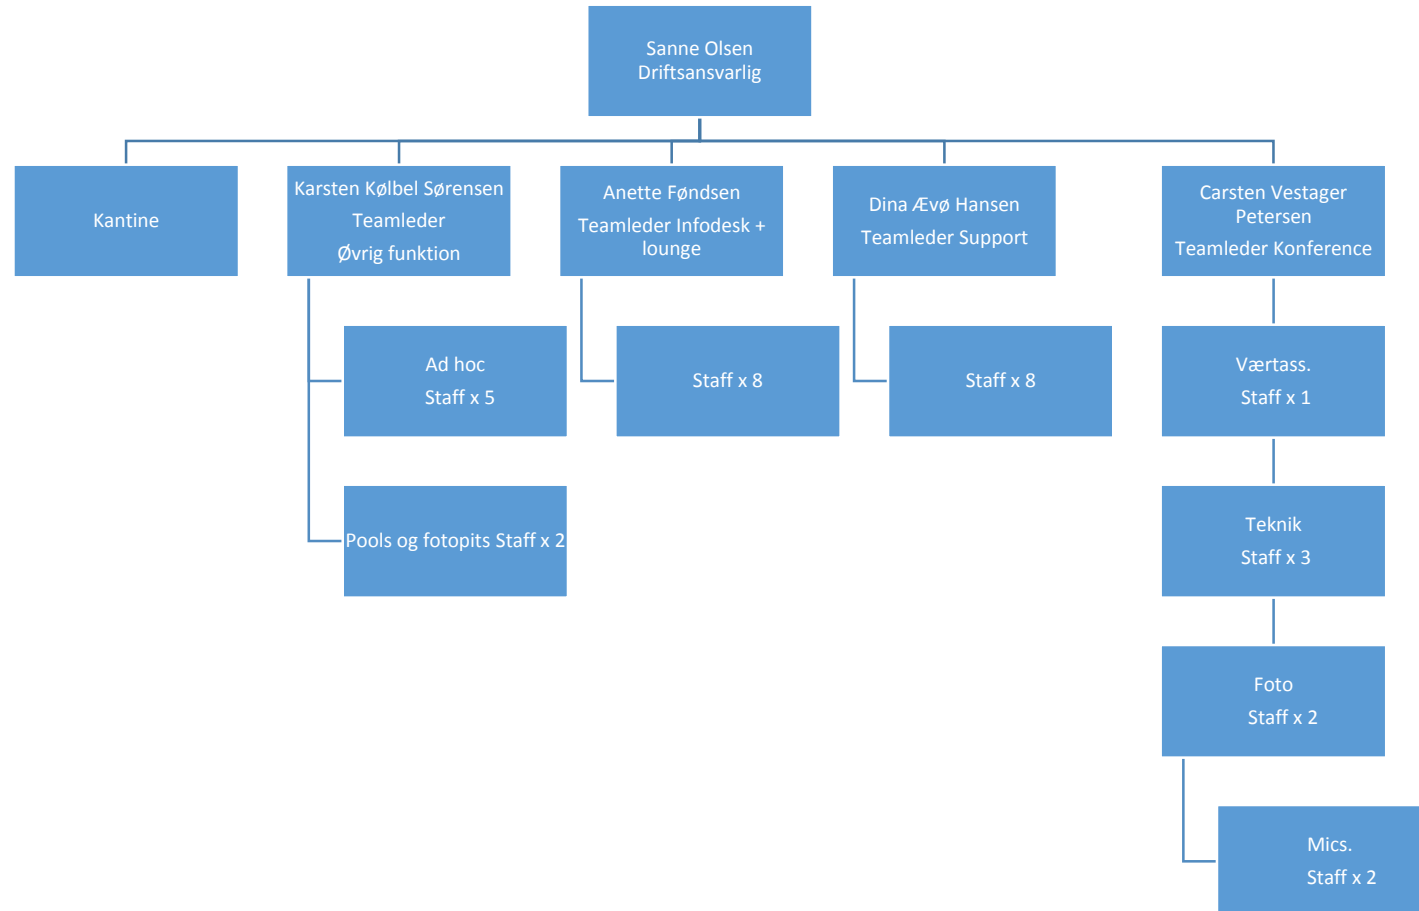 Sanne Olsen
Driftsansvarlig
Kantine
Karsten Kølbel Sørensen
Teamleder
Øvrig funktion
Anette Føndsen
Teamleder Infodesk +
lounge
Dina Ævø Hansen
Teamleder Support
Carsten Vestager
Petersen
Teamleder Konference
Ad hoc
Staff x 5
Staff x 8
Staff x 8
Værtass.
Staff x 1
Pools og fotopits Staff x 2
Teknik
Staff x 3
Foto
Staff x 2
Mics.
Staff x 2